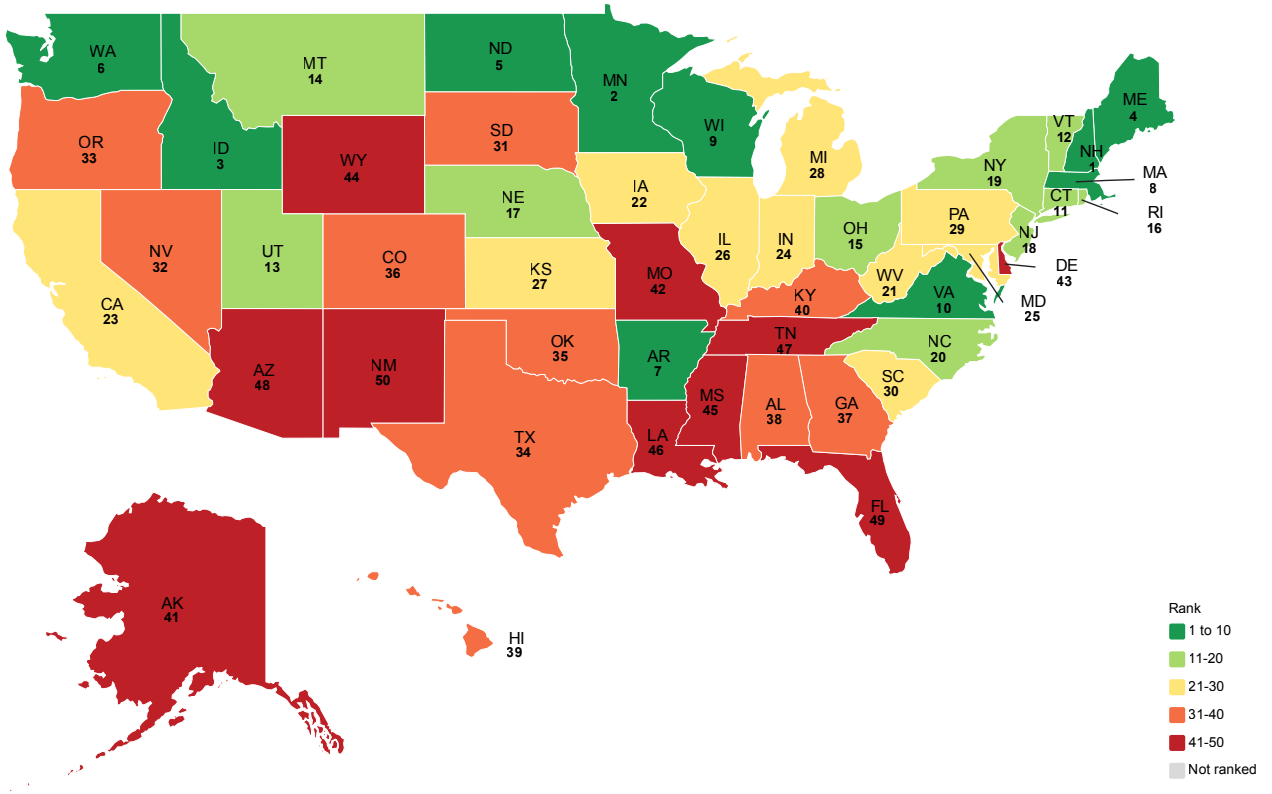 WA
6
MT
14
ND
5
MN
2
WI
9
MI
28
ME
4
VT
12
NH
1
MA
8
NY
19
CT
11
RI
16
OR
33
ID
3
WY
44
SD
31
NE
17
IA
22
IL
26
IN
24
OH
15
PA
29
NJ
18
DE
43
MD
25
CA
23
NV
32
UT
13
CO
36
KS
27
MO
42
KY
40
WV
21
VA
10
AZ
48
NM
50
OK
35
AR
7
TN
47
NC
20
SC
30
TX
34
LA
46
MS
45
AL
38
GA
37
FL
49
AK
41
HI
39
Rank
1 to 10
11-20
21-30
31-40
41-50
Not ranked